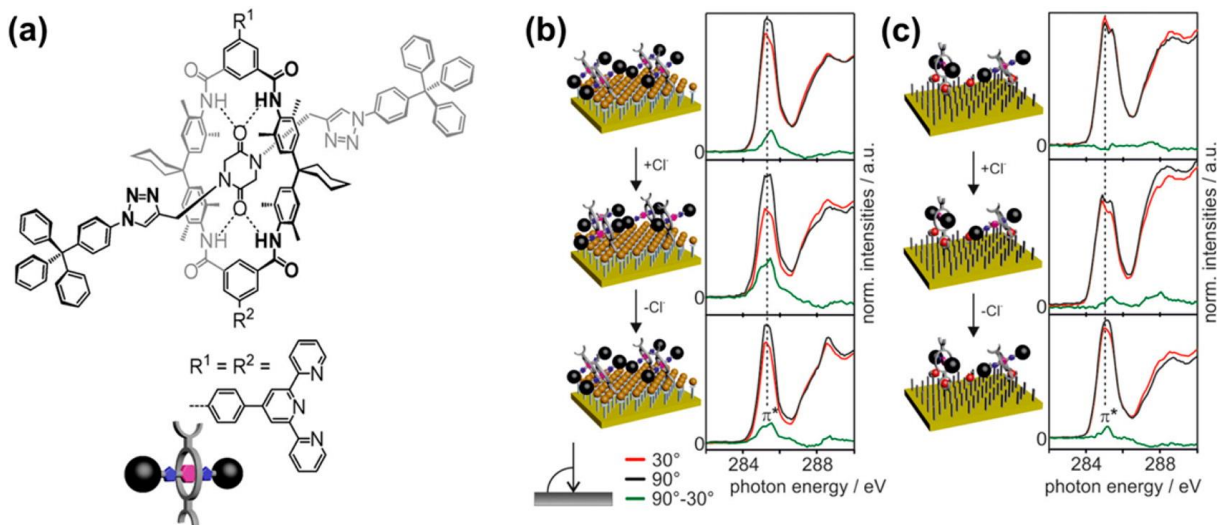 (a)
R¹
O
O
NH
HN
O
N
N
O
N
N=N
N=N
N
NH
HN
O
O
R²
R¹ = R² =
N
N
N
(b)
+Cl⁻
-Cl⁻
0
0
0
π*
284
288
photon energy / eV
norm. intensities / a.u.
30°
90°
90°-30°
(c)
+Cl⁻
-Cl⁻
0
0
0
π*
284
288
photon energy / eV
norm. intensities / a.u.